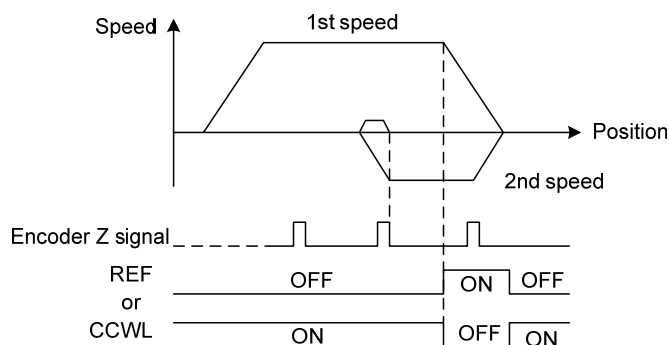 Speed
1st speed
Position
2nd speed
Encoder Z signal
REF
OFF
ON
OFF
or
CCWL
ON
OFF
ON